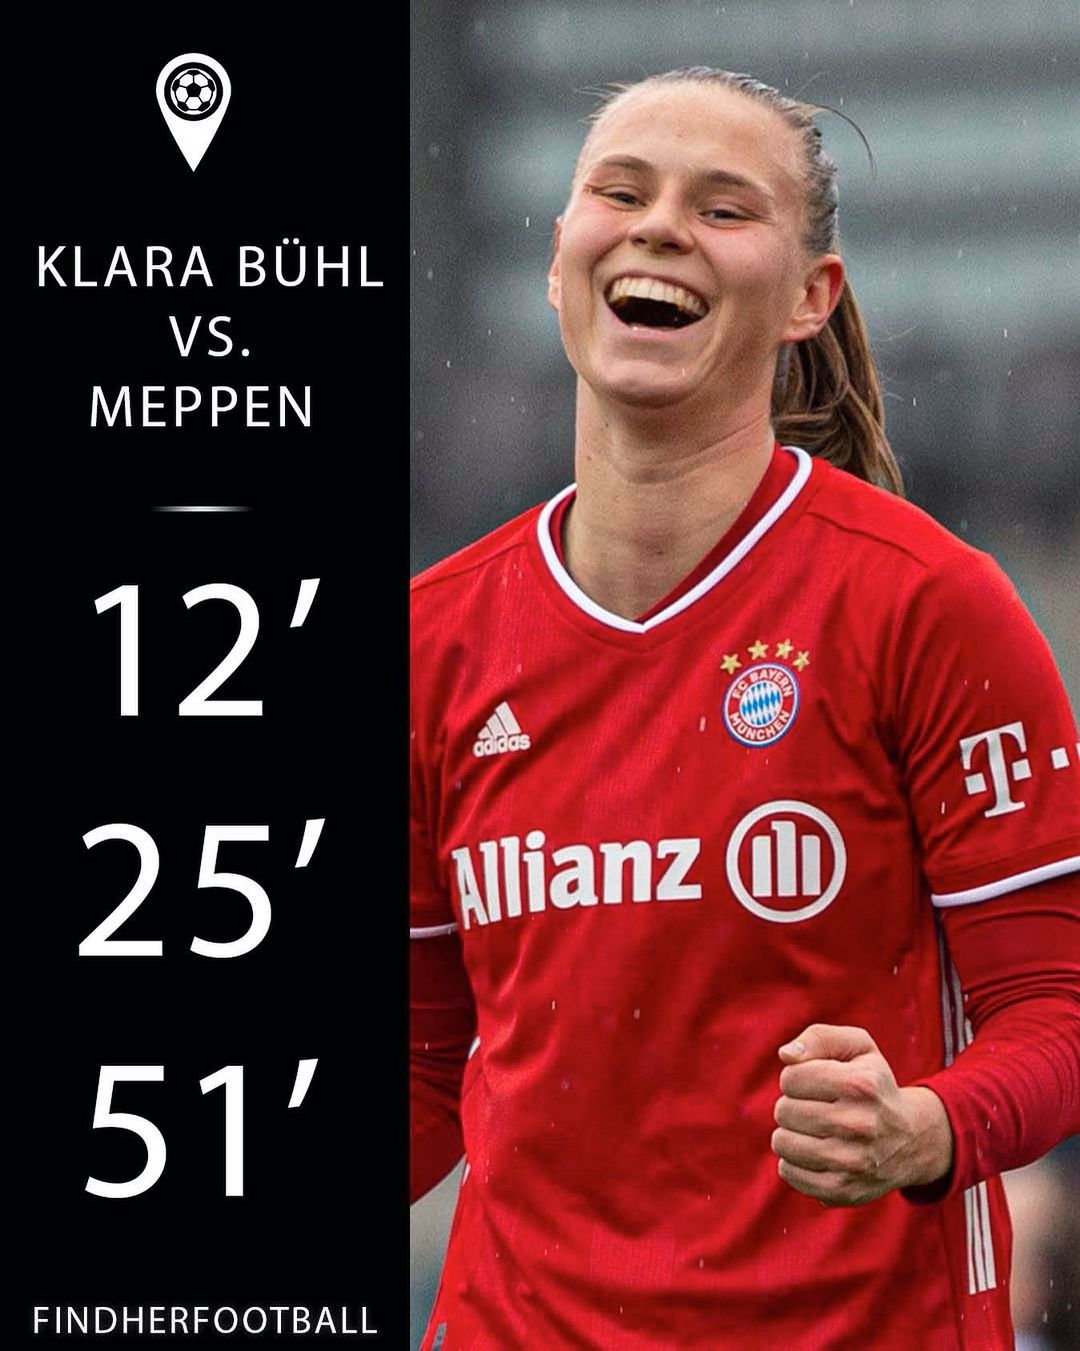 KLARA BÜHL
VS.
MEPPEN
12’
25’
51’
FINDHERFOOTBALL
adidas
FC BAYERN
MÜNCHEN
Allianz
T